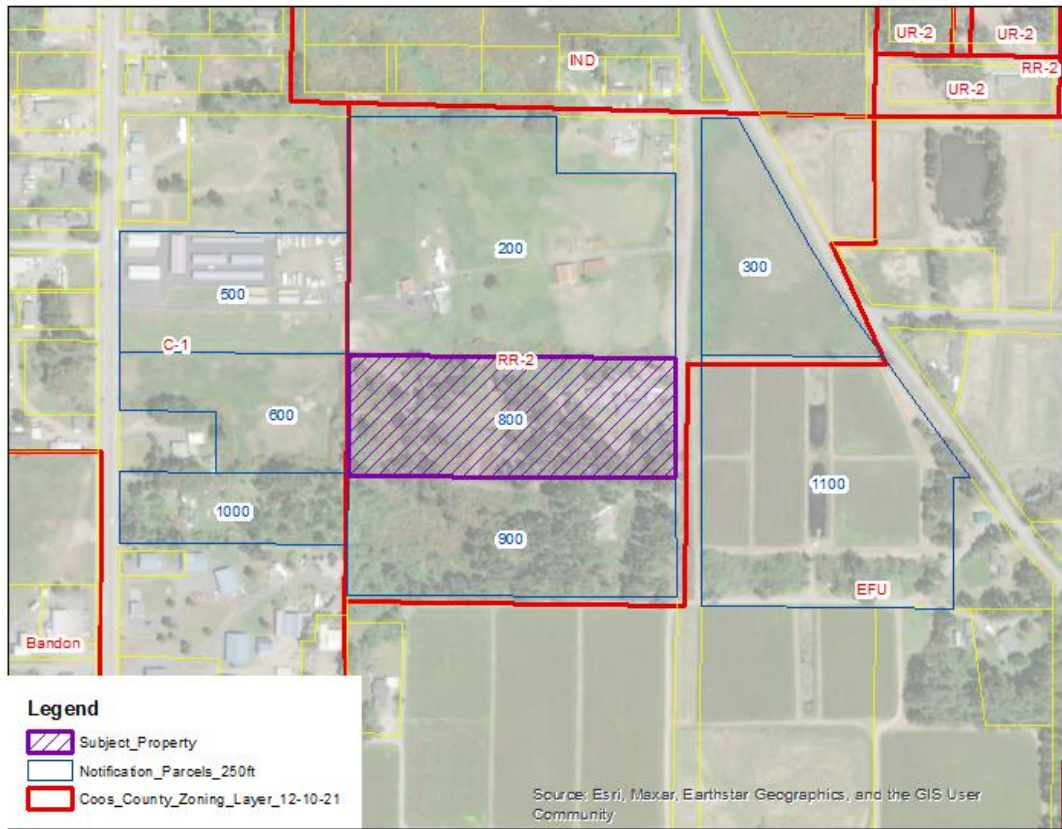 UR-2
UR-2
IND
RR-2
UR-2
200
300
500
C-1
RR-2
600
800
1100
1000
900
EFU
Bandon
Legend
Subject_Property
Notification_Parcels_250ft
Coos_County_Zoning_Layer_12-10-21
Source: Esri, Maxar, Earthstar Geographics, and the GIS User
Community